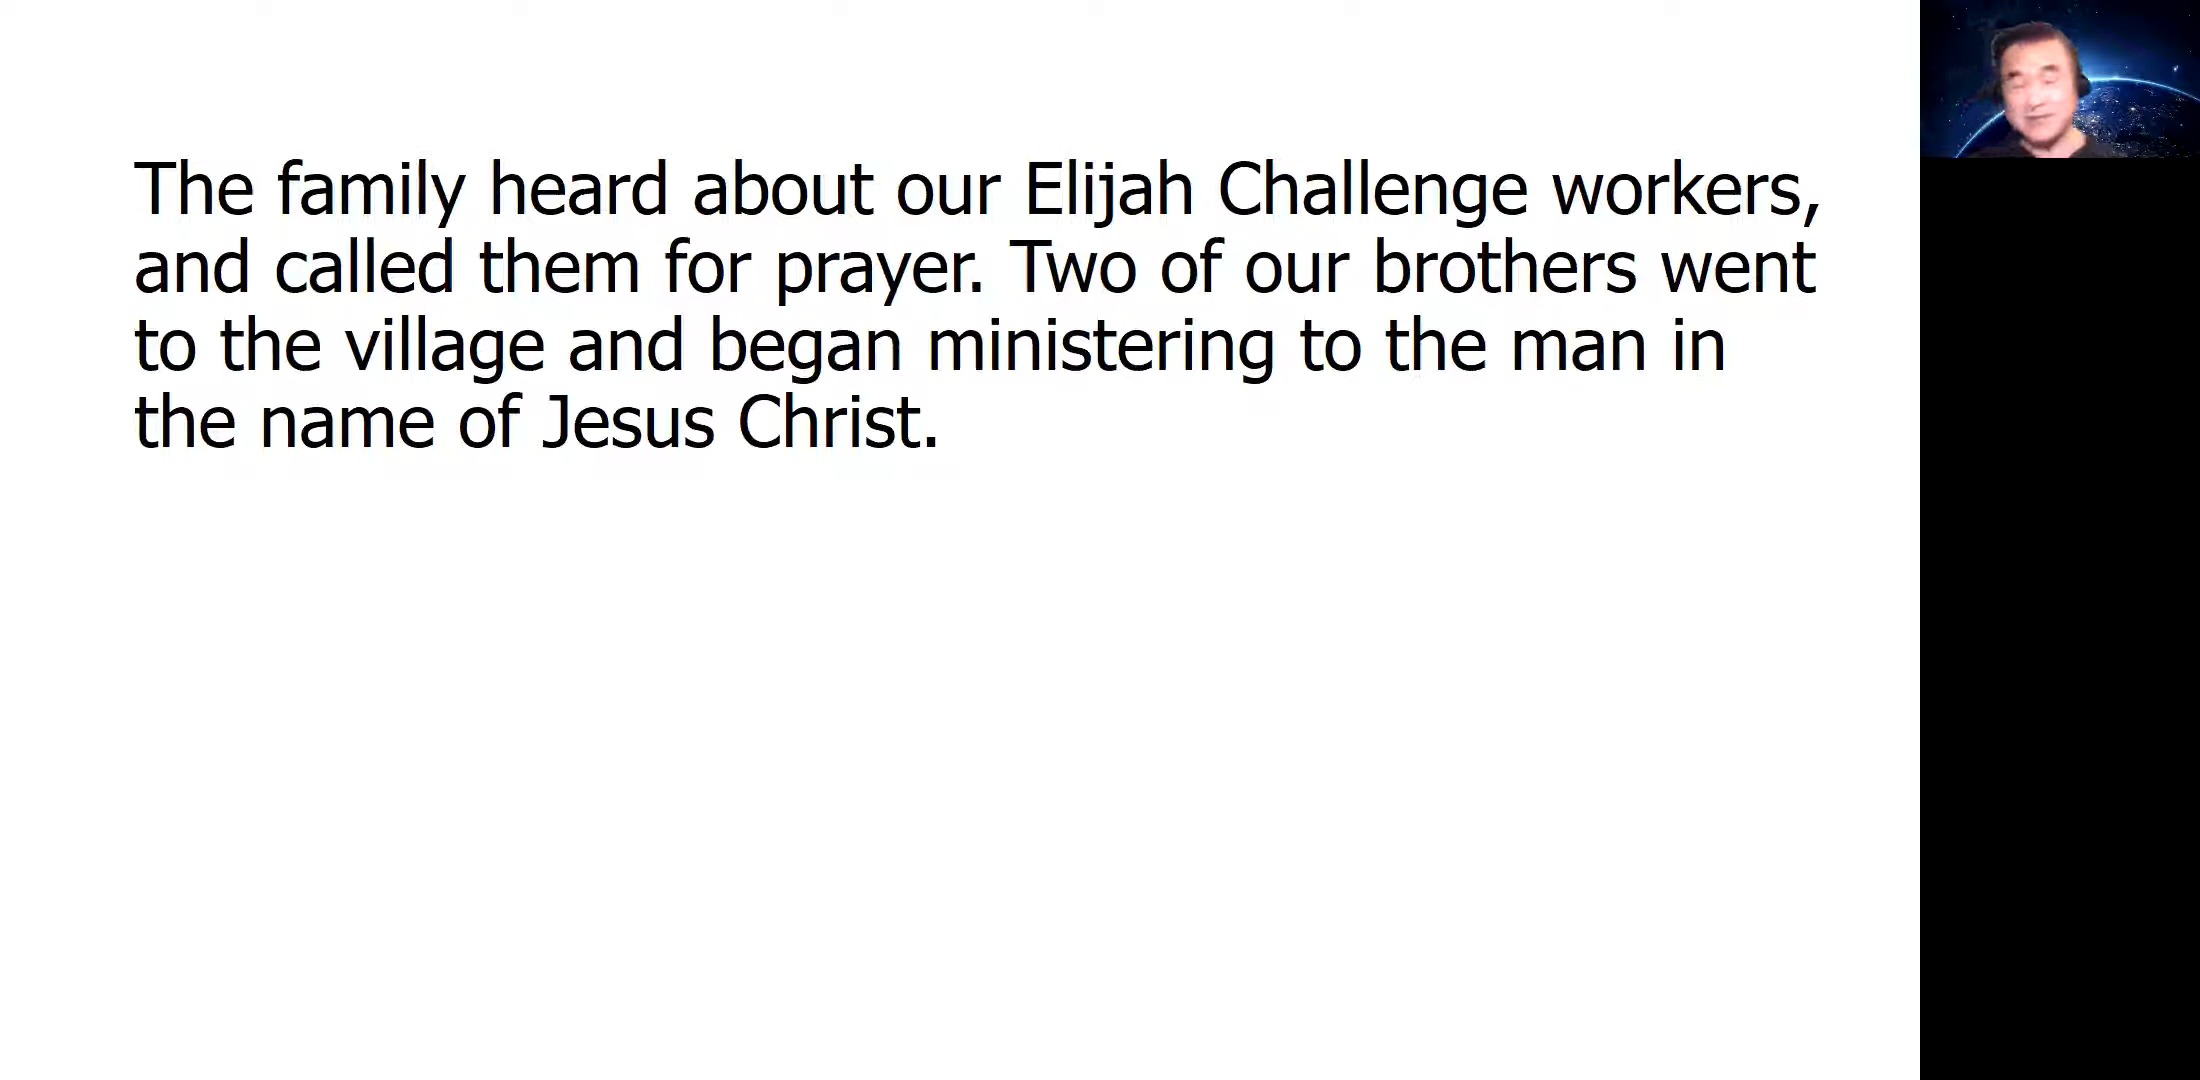 The family heard about our Elijah Challenge workers,
and called them for prayer. Two of our brothers went
to the village and began ministering to the man in
the name of Jesus Christ.